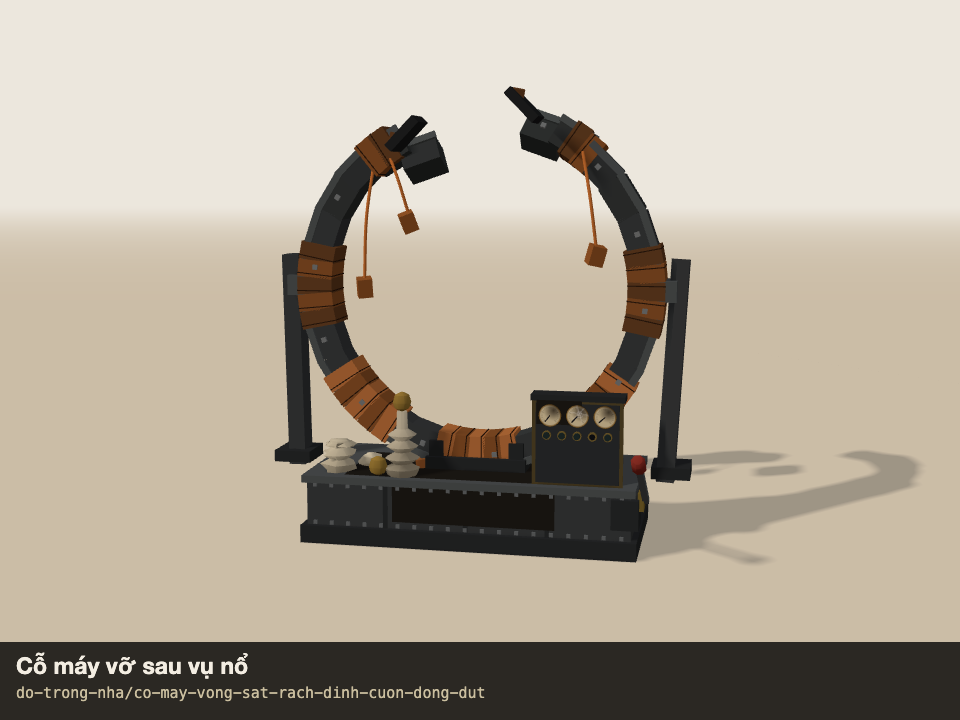 Cỗ máy vỡ sau vụ nổ
do-trong-nha/co-may-vong-sat-rach-dinh-cuon-dong-dut